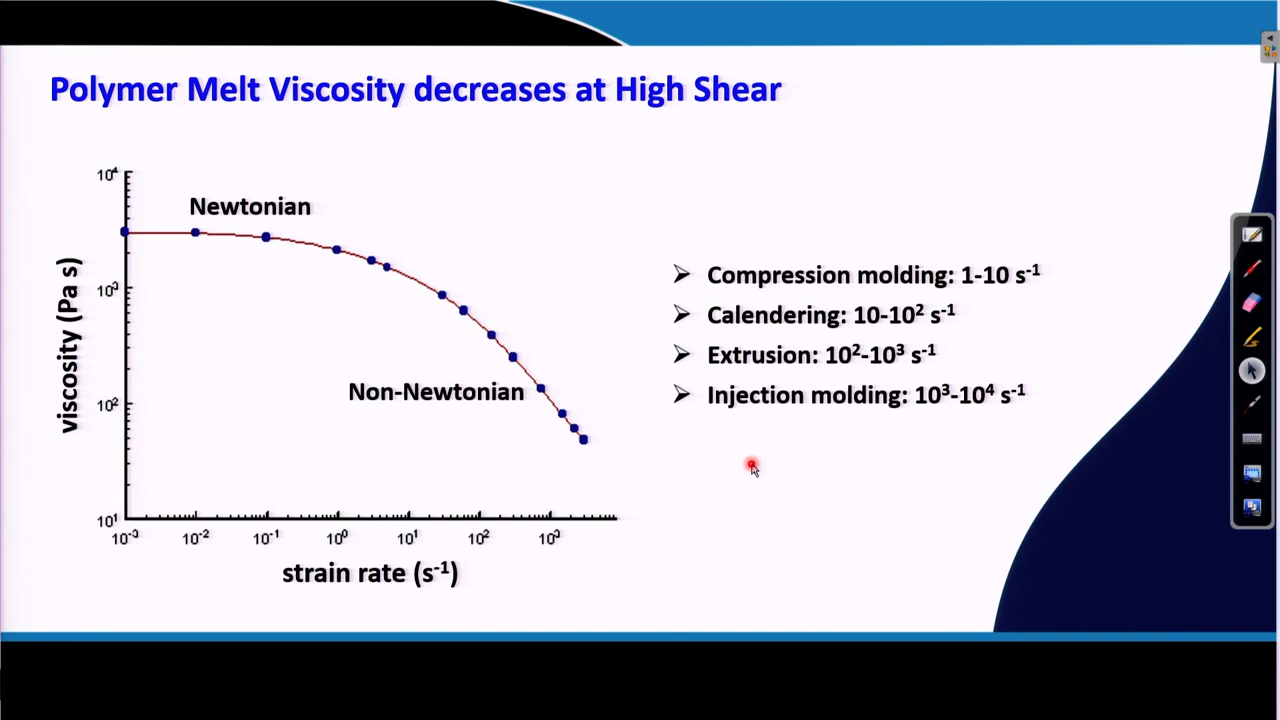 Polymer Melt Viscosity decreases at High Shear
10⁴
Newtonian
10³
viscosity (Pa s)
Non-Newtonian
10²
10¹
10⁻³ 10⁻² 10⁻¹ 10⁰ 10¹ 10² 10³
strain rate (s⁻¹)
➢ Compression molding: 1-10 s⁻¹
➢ Calendering: 10-10² s⁻¹
➢ Extrusion: 10²-10³ s⁻¹
➢ Injection molding: 10³-10⁴ s⁻¹